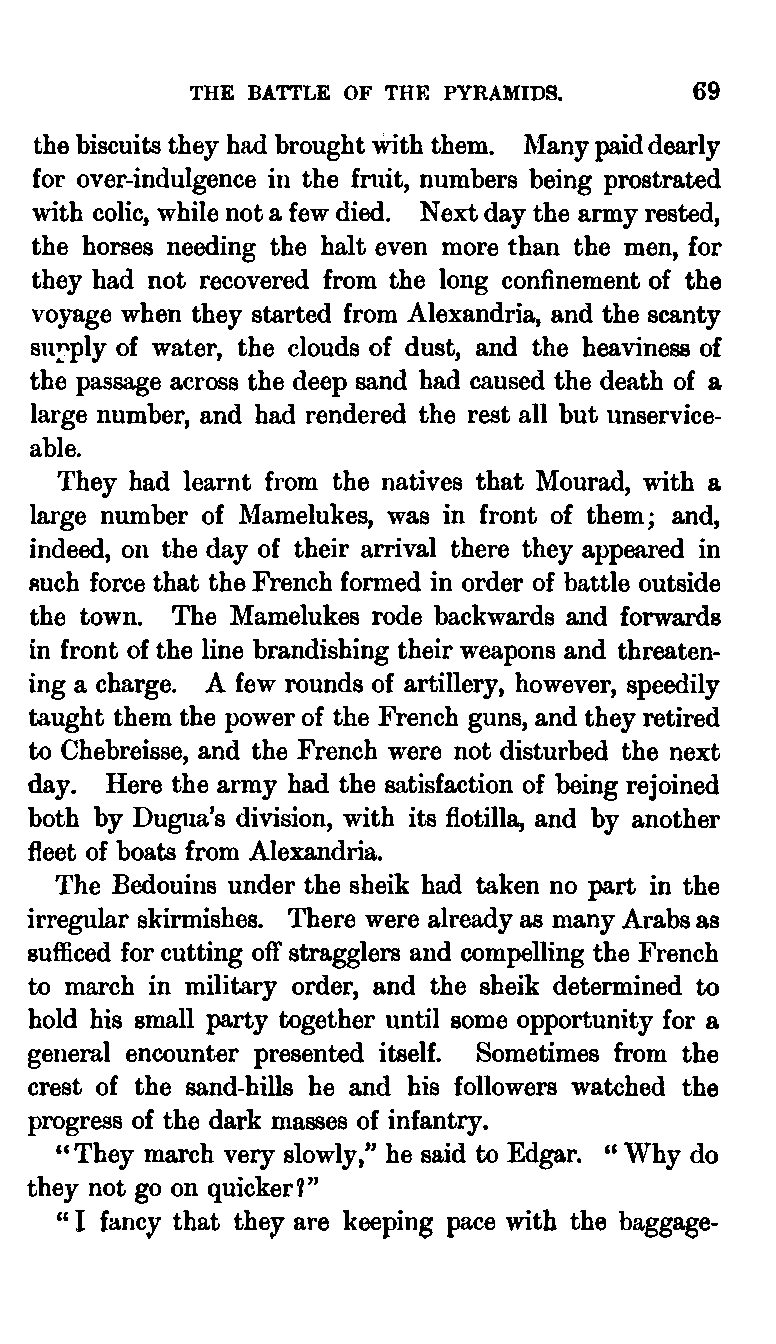 THE BATTLE OF THE PYRAMIDS. 69
the biscuits they had brought with them. Many paid dearly
for over-indulgence in the fruit, numbers being prostrated
with colic, while not a few died. Next day the army rested,
the horses needing the halt even more than the men, for
they had not recovered from the long confinement of the
voyage when they started from Alexandria, and the scanty
supply of water, the clouds of dust, and the heaviness of
the passage across the deep sand had caused the death of a
large number, and had rendered the rest all but unservice-
able.
They had learnt from the natives that Mourad, with a
large number of Mamelukes, was in front of them; and,
indeed, on the day of their arrival there they appeared in
such force that the French formed in order of battle outside
the town. The Mamelukes rode backwards and forwards
in front of the line brandishing their weapons and threaten-
ing a charge. A few rounds of artillery, however, speedily
taught them the power of the French guns, and they retired
to Chebreisse, and the French were not disturbed the next
day. Here the army had the satisfaction of being rejoined
both by Dugua's division, with its flotilla, and by another
fleet of boats from Alexandria.
The Bedouins under the sheik had taken no part in the
irregular skirmishes. There were already as many Arabs as
sufficed for cutting off stragglers and compelling the French
to march in military order, and the sheik determined to
hold his small party together until some opportunity for a
general encounter presented itself. Sometimes from the
crest of the sand-hills he and his followers watched the
progress of the dark masses of infantry.
"They march very slowly," he said to Edgar. "Why do
they not go on quicker?"
"I fancy that they are keeping pace with the baggage-